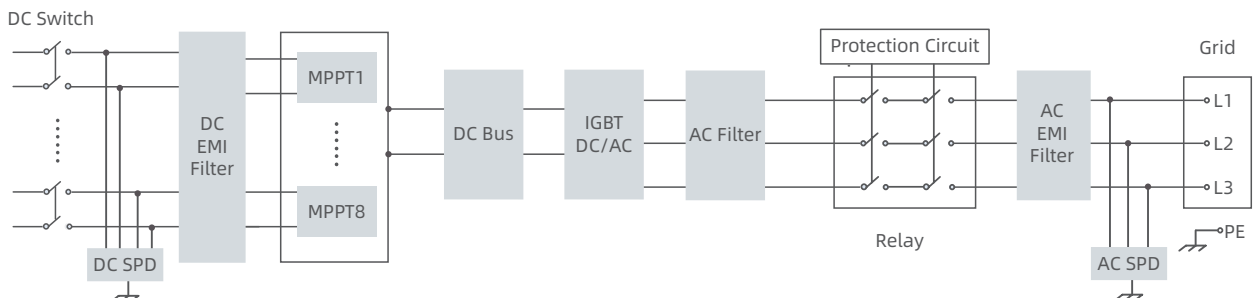 DC Switch
DC
EMI
Filter
DC SPD
MPPT1
MPPT8
DC Bus
IGBT
DC/AC
AC Filter
Protection Circuit
Relay
AC
EMI
Filter
AC SPD
Grid
L1
L2
L3
PE